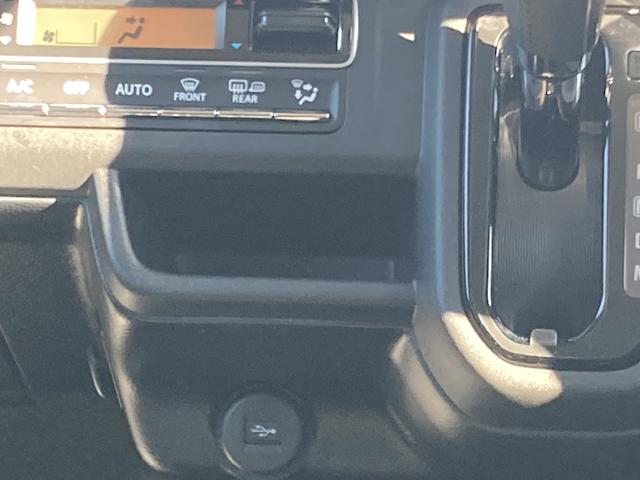 A/C OFF AUTO FRONT REAR
D